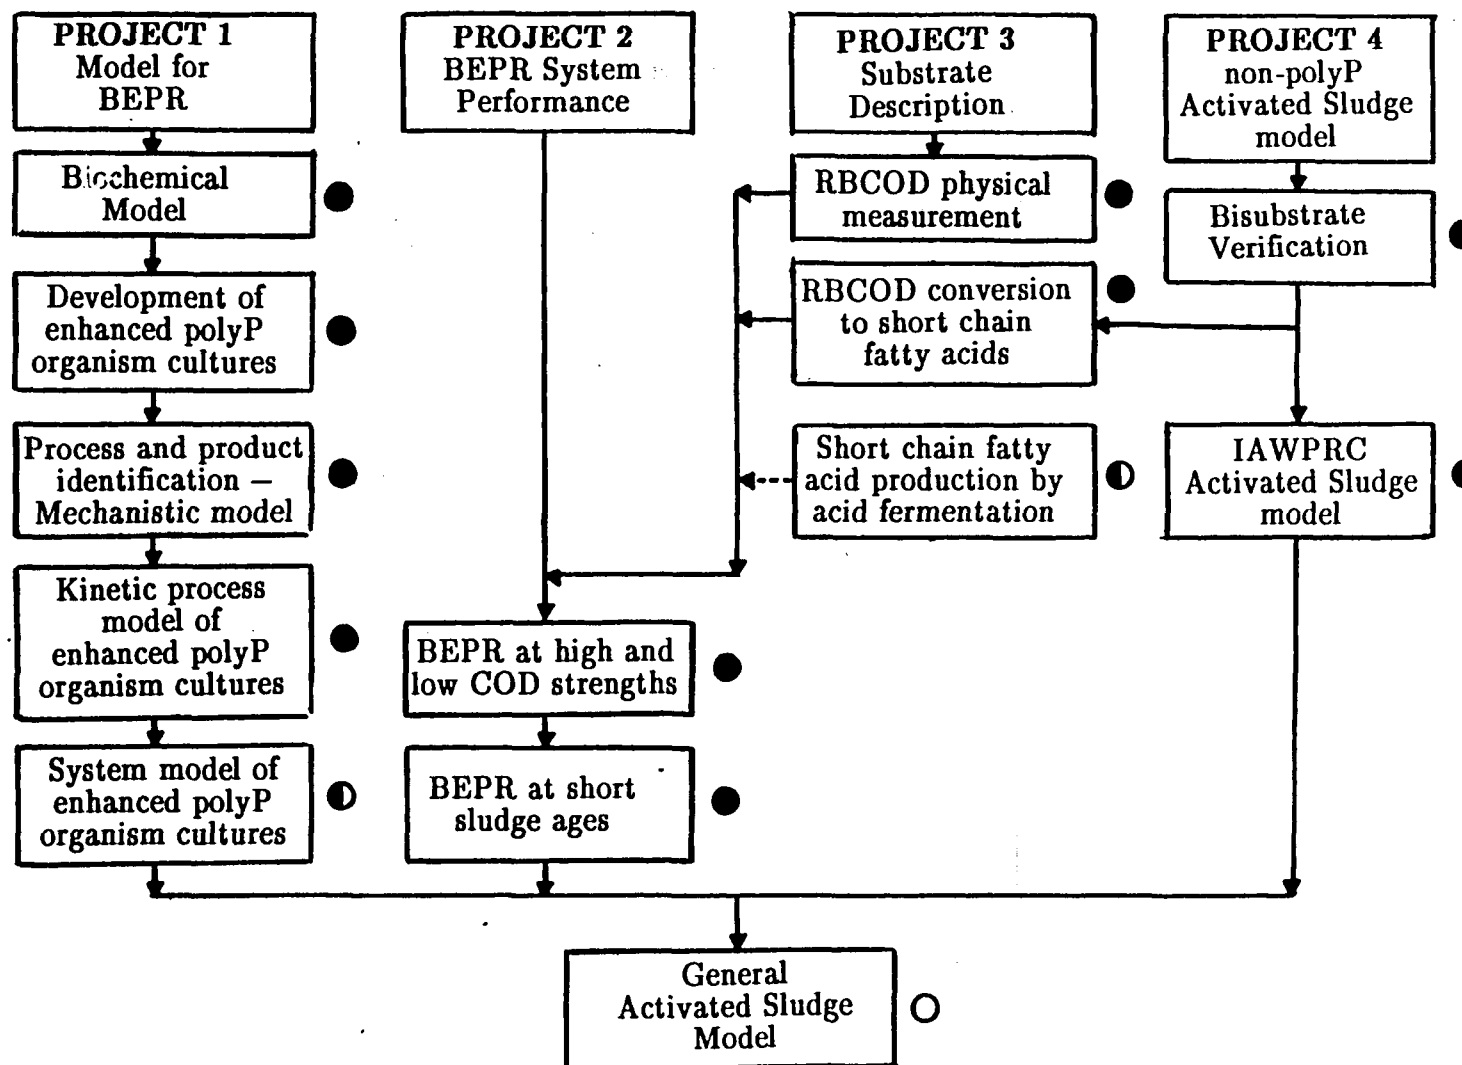 PROJECT 1
Model for
BEPR
PROJECT 2
BEPR System
Performance
PROJECT 3
Substrate
Description
PROJECT 4
non-polyP
Activated Sludge
model
Biochemical
Model
RBCOD physical
measurement
Bisubstrate
Verification
Development of
enhanced polyP
organism cultures
RBCOD conversion
to short chain
fatty acids
Process and product
identification –
Mechanistic model
Short chain fatty
acid production by
acid fermentation
IAWPRC
Activated Sludge
model
Kinetic process
model of
enhanced polyP
organism cultures
BEPR at high and
low COD strengths
System model of
enhanced polyP
organism cultures
BEPR at short
sludge ages
General
Activated Sludge
Model